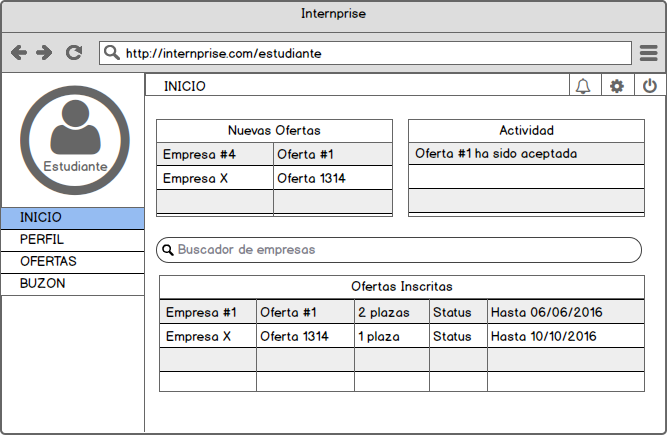 Internprise
http://internprise.com/estudiante
Estudiante
INICIO
PERFIL
OFERTAS
BUZON
INICIO
Nuevas Ofertas
Empresa #4 Oferta #1
Empresa X Oferta 1314
Actividad
Oferta #1 ha sido aceptada
Buscador de empresas
Ofertas Inscritas
Empresa #1 Oferta #1 2 plazas Status Hasta 06/06/2016
Empresa X Oferta 1314 1 plaza Status Hasta 10/10/2016